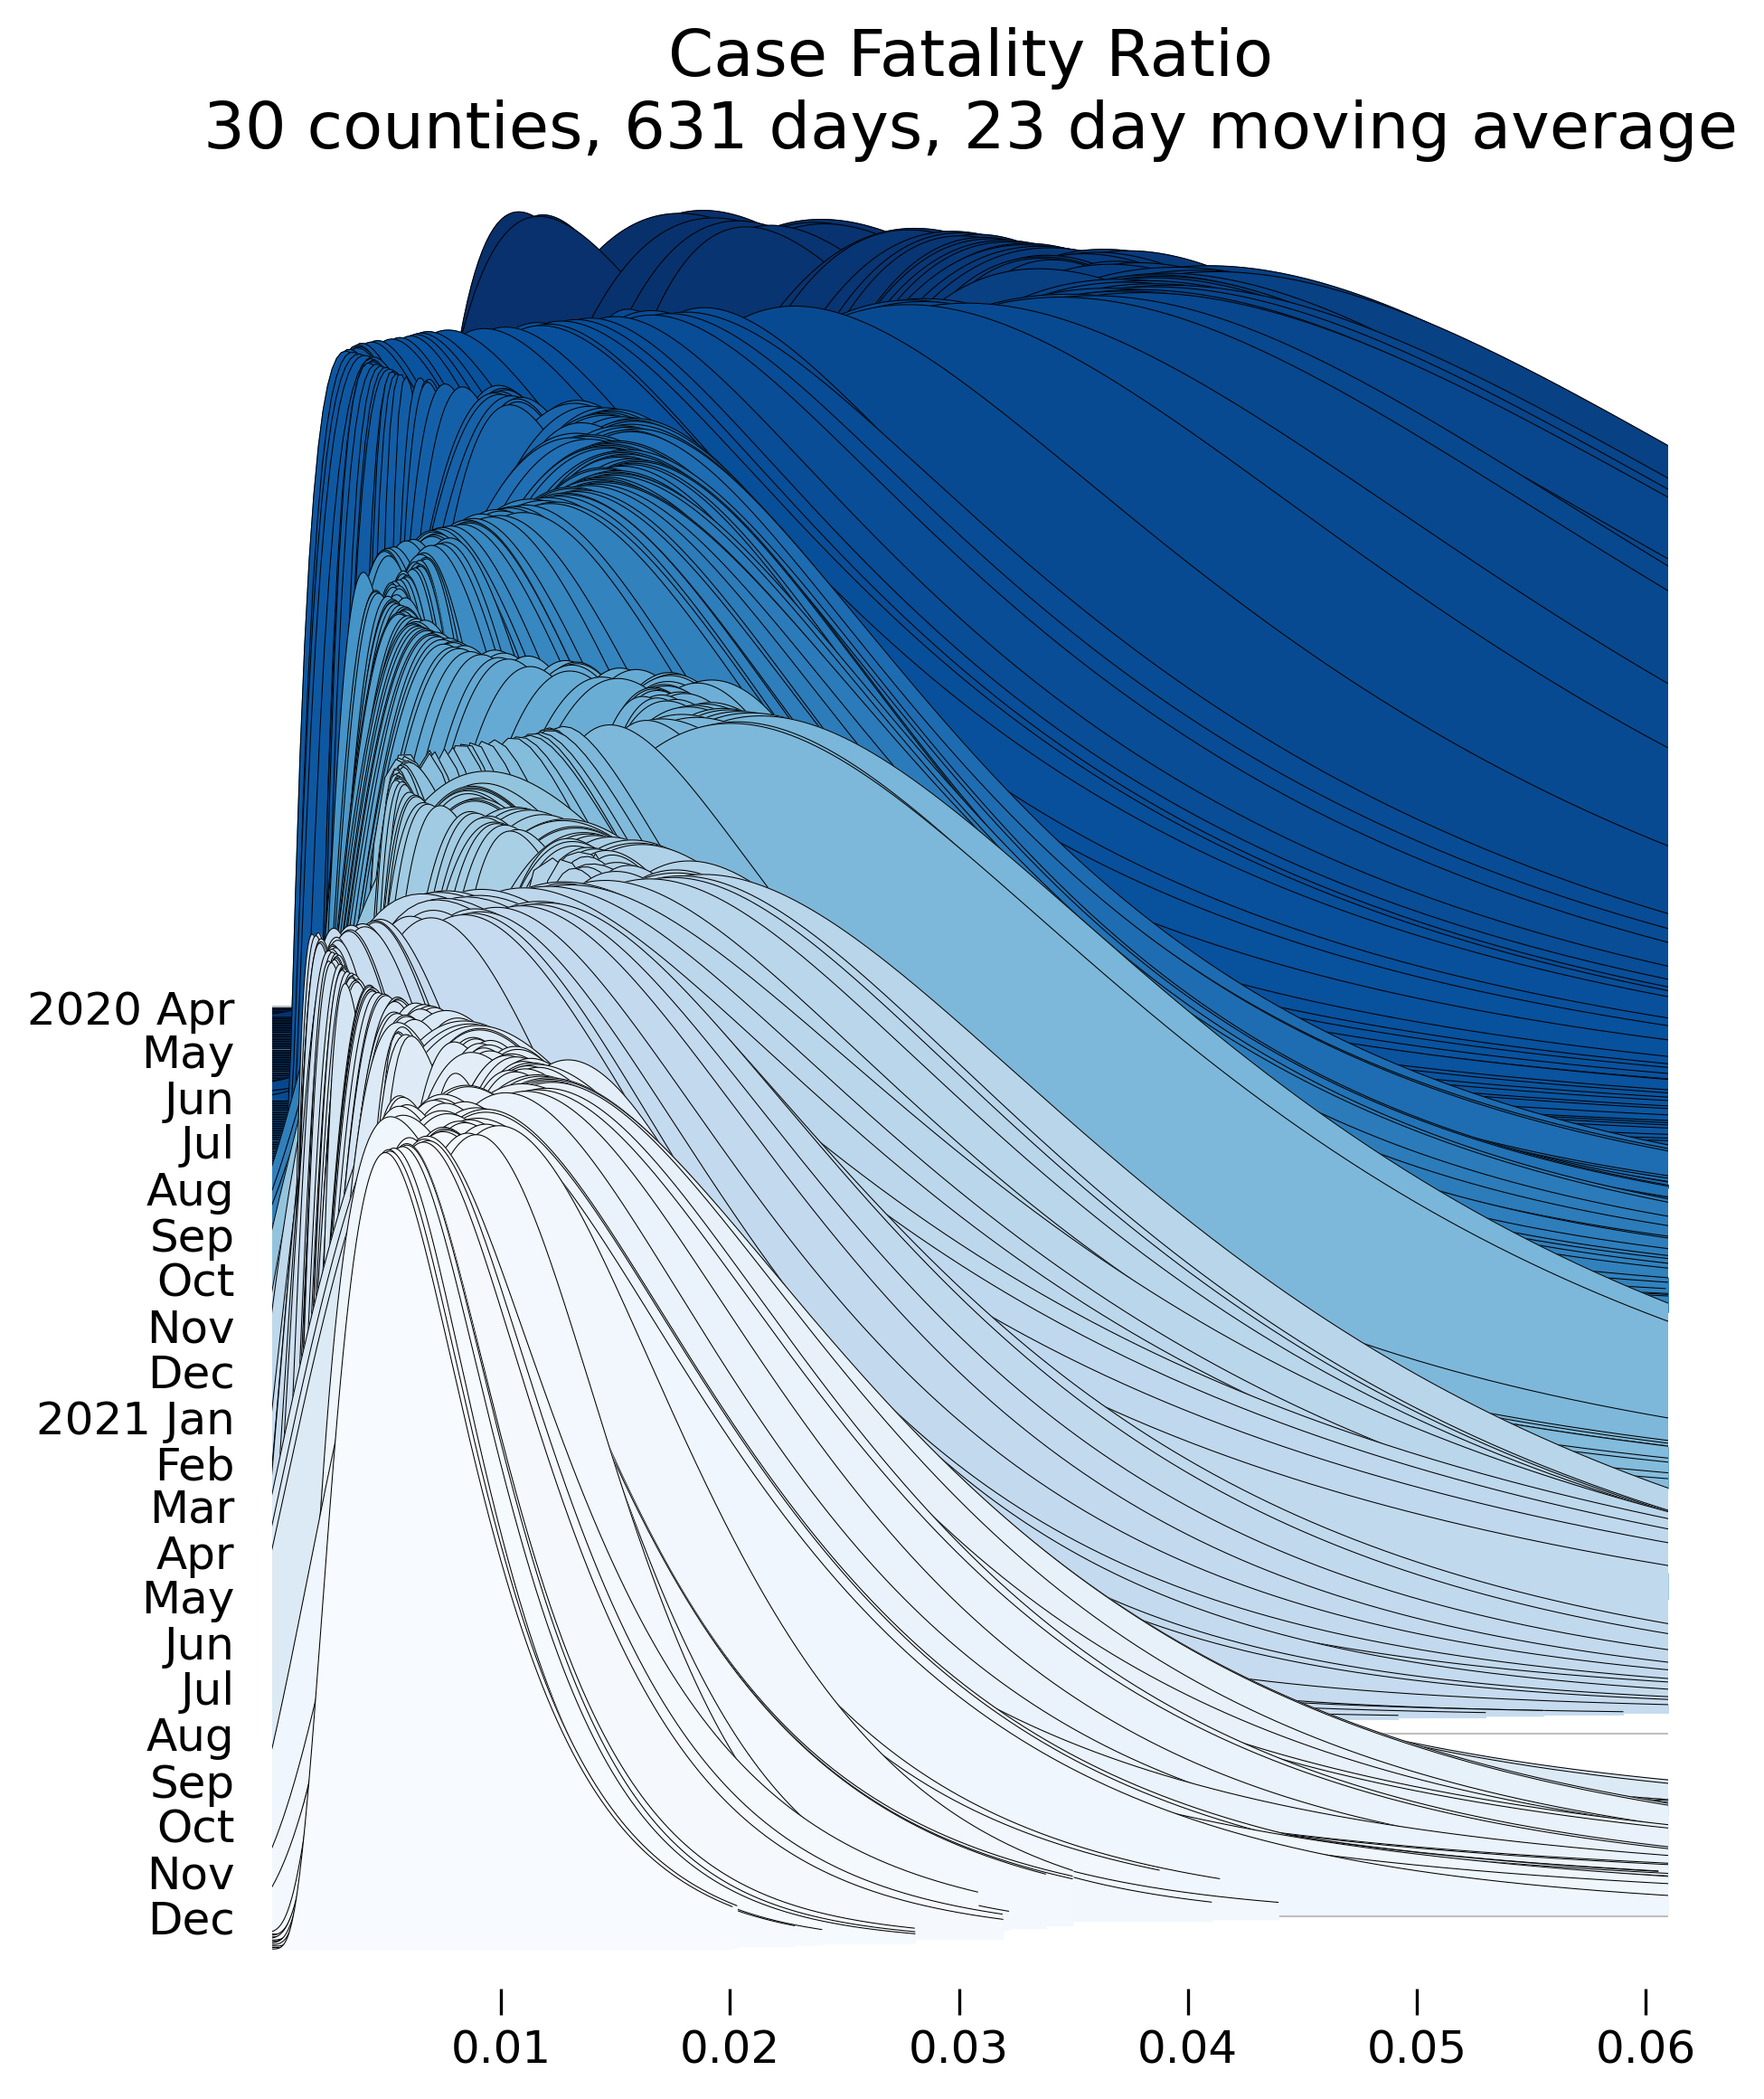 Case Fatality Ratio
30 counties, 631 days, 23 day moving average
2020 Apr
May
Jun
Jul
Aug
Sep
Oct
Nov
Dec
2021 Jan
Feb
Mar
Apr
May
Jun
Jul
Aug
Sep
Oct
Nov
Dec
0.01 0.02 0.03 0.04 0.05 0.06